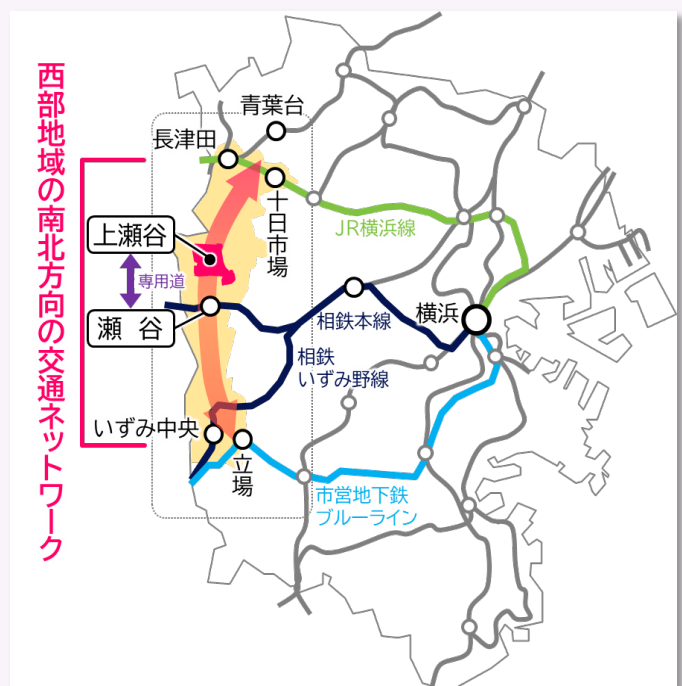 西部地域の南北方向の交通ネットワーク
青葉台
長津田
十日市場
JR横浜線
上瀬谷
専用道
瀬 谷
横浜
相鉄本線
相鉄
いずみ野線
いずみ中央
立場
市営地下鉄
ブルーライン